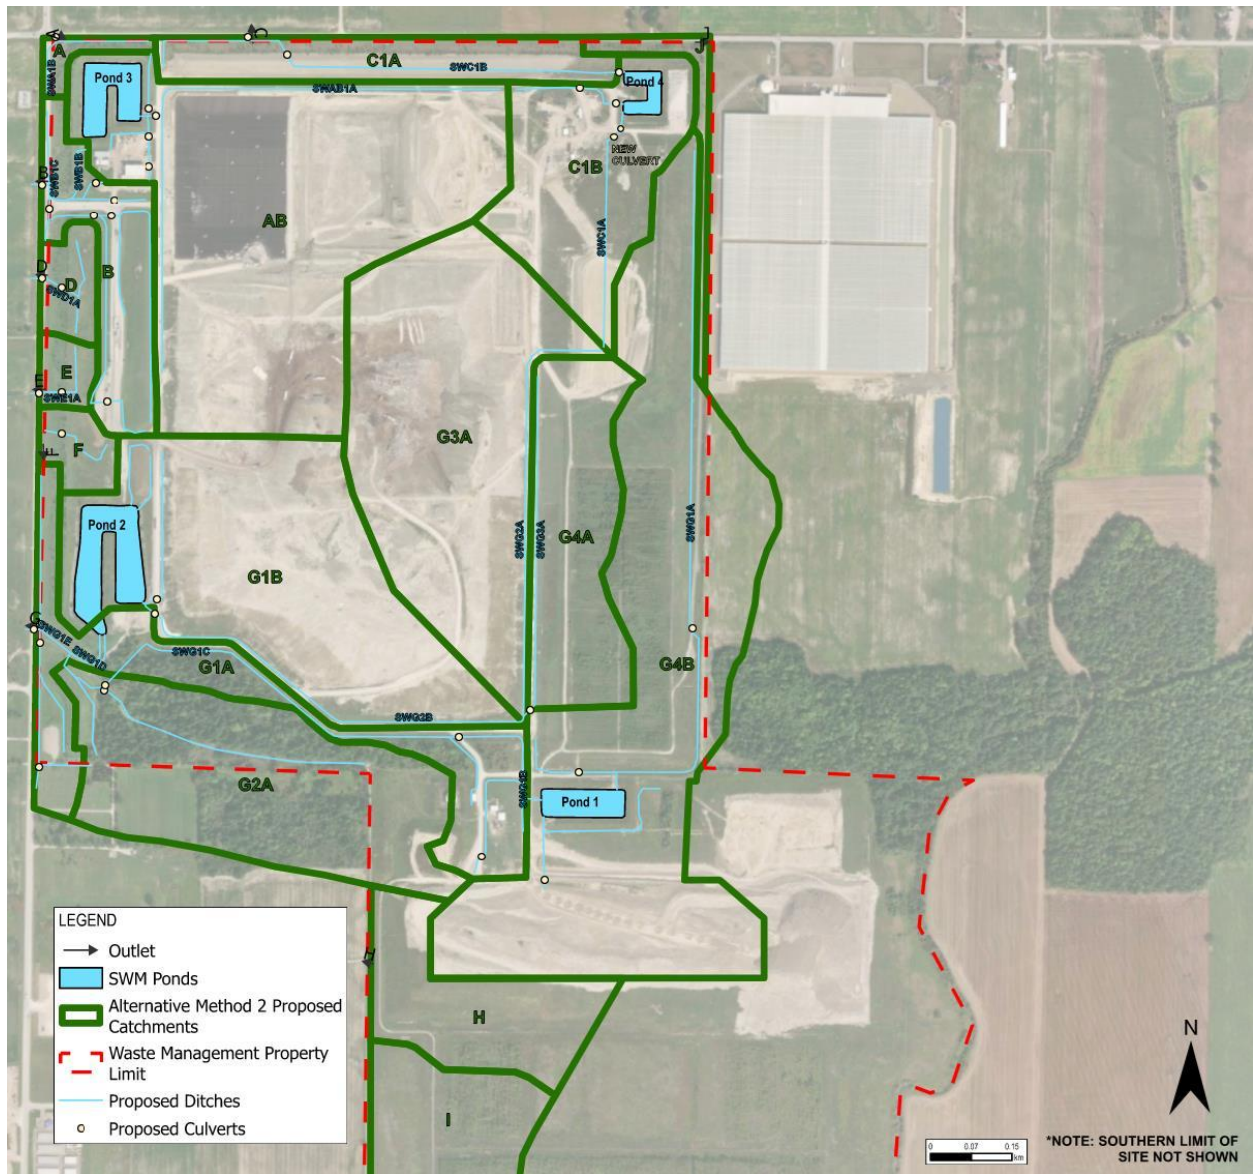 A
C
J
A
C1A
J
SWA1B
Pond 3
SWC1B
Pond 4
SWAB1A
NEW
CULVERT
C1B
B
SWB1C
SWB1B
AB
SWC1A
D
B
D
SWD1A
E
E
SWE1A
G3A
F
F
Pond 2
SWG2A
SWG3A
SWG1A
G4A
G1B
G
SWG1E
SWG1D
SWG1C
G1A
G4B
SWG2B
G2A
SWG1B
Pond 1
H
H
I
LEGEND
Outlet
SWM Ponds
Alternative Method 2 Proposed
Catchments
Waste Management Property
Limit
Proposed Ditches
Proposed Culverts
N
0 0.07 0.15
km
*NOTE: SOUTHERN LIMIT OF
SITE NOT SHOWN